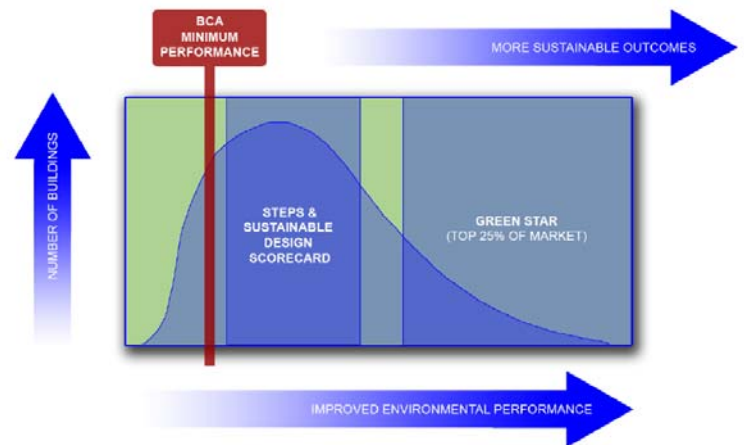 BCA
MINIMUM
PERFORMANCE
MORE SUSTAINABLE OUTCOMES
NUMBER OF BUILDINGS
STEPS &
SUSTAINABLE
DESIGN
SCORECARD
GREEN STAR
(TOP 25% OF MARKET)
IMPROVED ENVIRONMENTAL PERFORMANCE